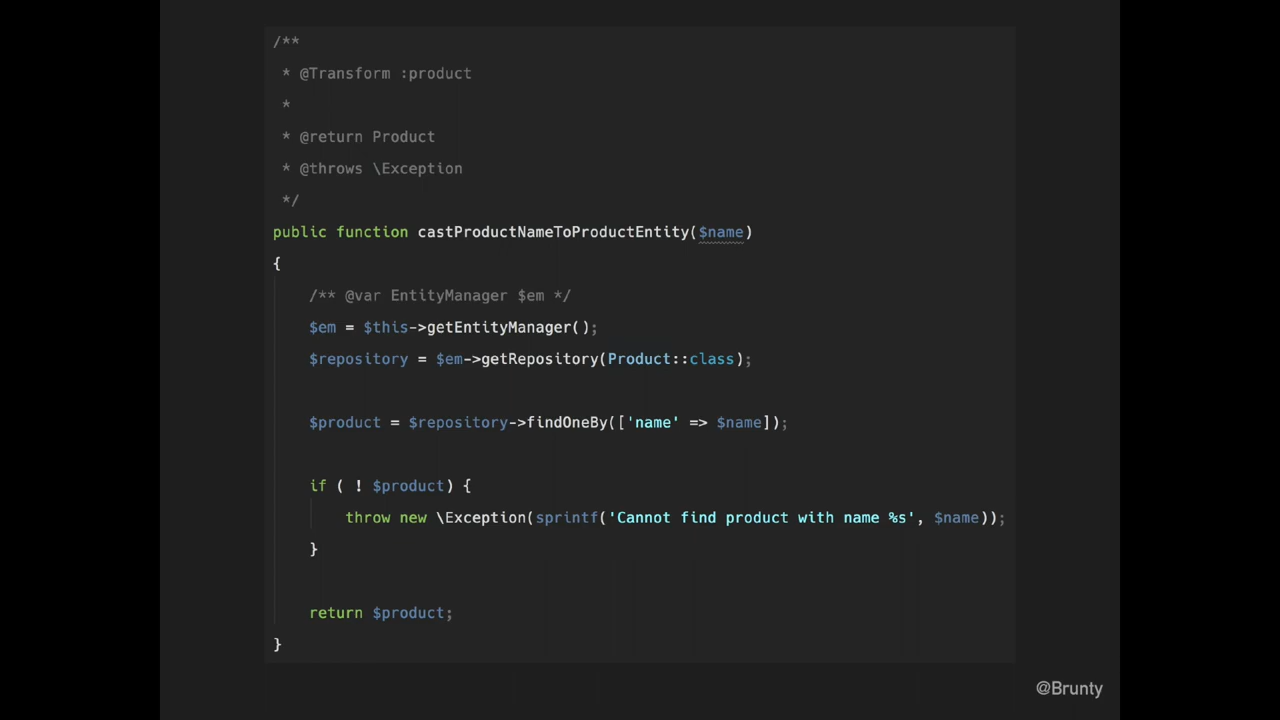 /**
 * @Transform :product
 *
 * @return Product
 * @throws \Exception
 */
public function castProductNameToProductEntity($name)
{
    /** @var EntityManager $em */
    $em = $this->getEntityManager();
    $repository = $em->getRepository(Product::class);

    $product = $repository->findOneBy(['name' => $name]);

    if ( ! $product) {
        throw new \Exception(sprintf('Cannot find product with name %s', $name));
    }

    return $product;
}
@Brunty